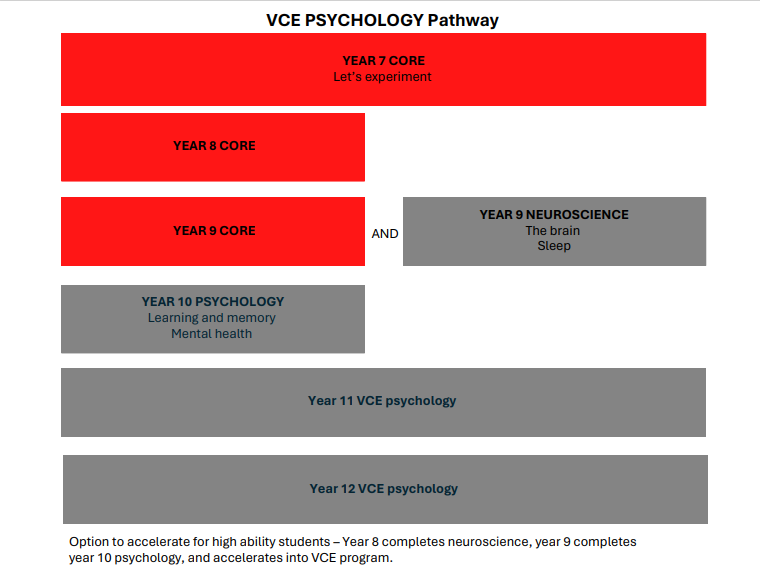 VCE PSYCHOLOGY Pathway
YEAR 7 CORE
Let's experiment
YEAR 8 CORE
YEAR 9 CORE
AND
YEAR 9 NEUROSCIENCE
The brain
Sleep
YEAR 10 PSYCHOLOGY
Learning and memory
Mental health
Year 11 VCE psychology
Year 12 VCE psychology
Option to accelerate for high ability students – Year 8 completes neuroscience, year 9 completes
year 10 psychology, and accelerates into VCE program.